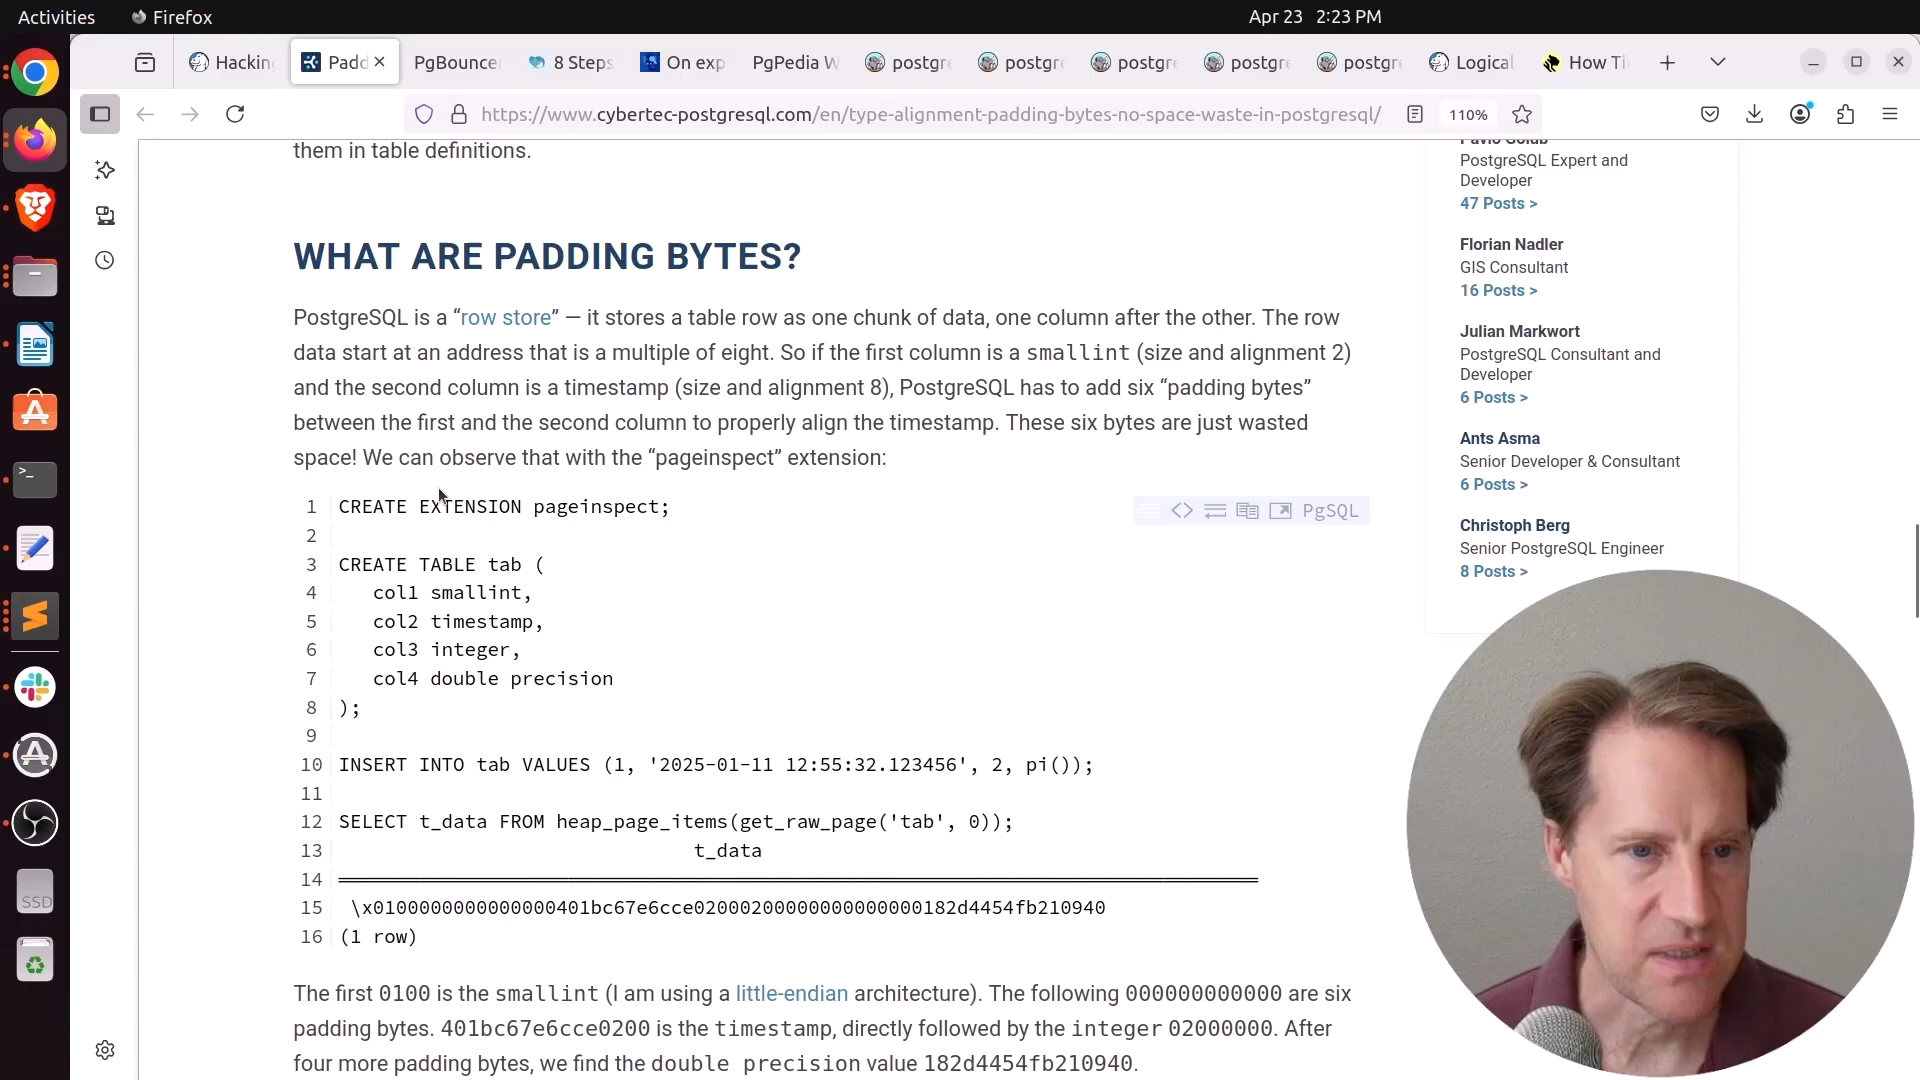 Activities
Firefox
Apr 23 2:23 PM
Hacking
Padd
PgBounce
8 Steps
On exp
PgPedia W
postgre
postgre
postgre
postgre
postgre
Logical
How Ti
https://www.cybertec-postgresql.com/en/type-alignment-padding-bytes-no-space-waste-in-postgresql/
110%
them in table definitions.
WHAT ARE PADDING BYTES?
PostgreSQL is a “row store” — it stores a table row as one chunk of data, one column after the other. The row
data start at an address that is a multiple of eight. So if the first column is a smallint (size and alignment 2)
and the second column is a timestamp (size and alignment 8), PostgreSQL has to add six “padding bytes”
between the first and the second column to properly align the timestamp. These six bytes are just wasted
space! We can observe that with the “pageinspect” extension:
PgSQL
1 CREATE EXTENSION pageinspect;
2
3 CREATE TABLE tab (
4 col1 smallint,
5 col2 timestamp,
6 col3 integer,
7 col4 double precision
8 );
9
10 INSERT INTO tab VALUES (1, '2025-01-11 12:55:32.123456', 2, pi());
11
12 SELECT t_data FROM heap_page_items(get_raw_page('tab', 0));
13 t_data
14 ════════════════════════════════════════
15 \x0100000000000000401bc67e6cce02000200000000000000182d4454fb210940
16 (1 row)
The first 0100 is the smallint (I am using a little-endian architecture). The following 000000000000 are six
padding bytes. 401bc67e6cce0200 is the timestamp, directly followed by the integer 02000000. After
four more padding bytes, we find the double precision value 182d4454fb210940.
Pavlo Golub
PostgreSQL Expert and
Developer
47 Posts >
Florian Nadler
GIS Consultant
16 Posts >
Julian Markwort
PostgreSQL Consultant and
Developer
6 Posts >
Ants Asma
Senior Developer & Consultant
6 Posts >
Christoph Berg
Senior PostgreSQL Engineer
8 Posts >
SSD